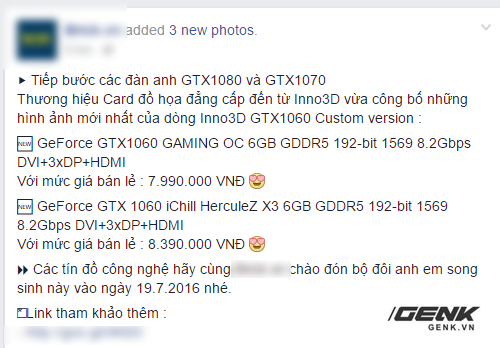 added 3 new photos.
Tiếp bước các đàn anh GTX1080 và GTX1070
Thương hiệu Card đồ họa đẳng cấp đến từ Inno3D vừa công bố những
hình ảnh mới nhất của dòng Inno3D GTX1060 Custom version :
NEW GeForce GTX1060 GAMING OC 6GB GDDR5 192-bit 1569 8.2Gbps
DVI+3xDP+HDMI
Với mức giá bán lẻ : 7.990.000 VNĐ
NEW GeForce GTX 1060 iChill HerculeZ X3 6GB GDDR5 192-bit 1569
8.2Gbps DVI+3xDP+HDMI
Với mức giá bán lẻ : 8.390.000 VNĐ
Các tín đồ công nghệ hãy cùng chào đón bộ đôi anh em song
sinh này vào ngày 19.7.2016 nhé.
Link tham khảo thêm :
GENK
GENK.VN